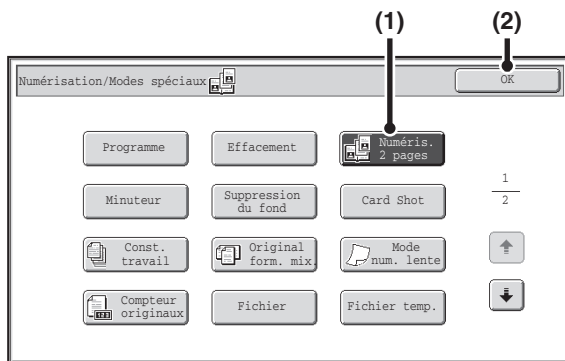 (1) (2)
Numérisation/Modes spéciaux
OK
Programme
Effacement
Numéris.
2 pages
Minuteur
Suppression
du fond
Card Shot
1
2
Const.
travail
Original
form. mix.
Mode
num. lente
Compteur
originaux
Fichier
Fichier temp.